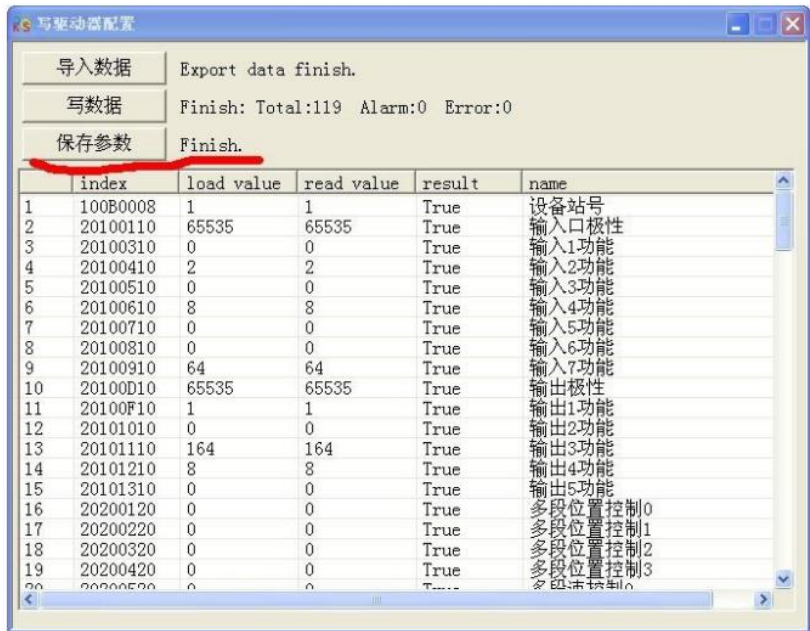 写驱动器配置
导入数据 Export data finish.
写数据 Finish: Total:119 Alarm:0 Error:0
保存参数 Finish.
index load value read value result name
1 100B0008 1 1 True 设备站号
2 20100110 65535 65535 True 输入口极性
3 20100310 0 0 True 输入1功能
4 20100410 2 2 True 输入2功能
5 20100510 0 0 True 输入3功能
6 20100610 8 8 True 输入4功能
7 20100710 0 0 True 输入5功能
8 20100810 0 0 True 输入6功能
9 20100910 64 64 True 输入7功能
10 20100D10 65535 65535 True 输出极性
11 20100F10 1 1 True 输出1功能
12 20101010 0 0 True 输出2功能
13 20101110 164 164 True 输出3功能
14 20101210 8 8 True 输出4功能
15 20101310 0 0 True 输出5功能
16 20200120 0 0 True 多段位置控制0
17 20200220 0 0 True 多段位置控制1
18 20200320 0 0 True 多段位置控制2
19 20200420 0 0 True 多段位置控制3